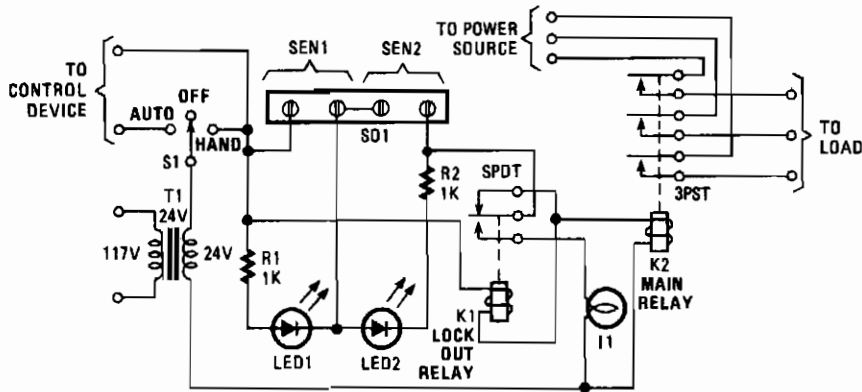 TO
CONTROL
DEVICE
AUTO
OFF
HAND
S1
T1
24V
117V
24V
SEN1
SEN2
SO1
R1
1K
R2
1K
LED1
LED2
SPDT
K1
LOCK
OUT
RELAY
TO POWER
SOURCE
TO
LOAD
3PST
K2
MAIN
RELAY
I1